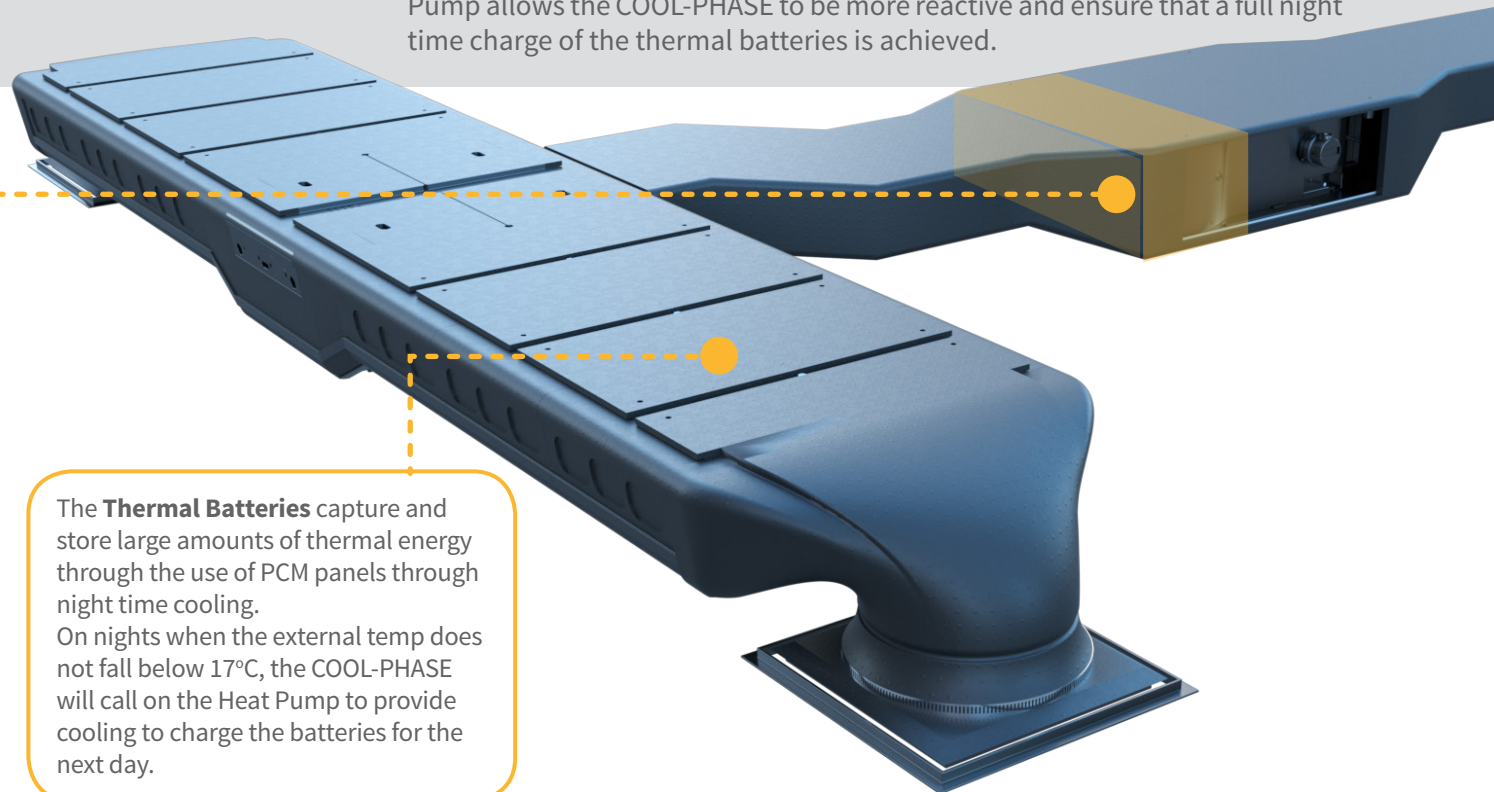 Pump allows the COOL-PHASE to be more reactive and ensure that a full night
time charge of the thermal batteries is achieved.
The Thermal Batteries capture and
store large amounts of thermal energy
through the use of PCM panels through
night time cooling.
On nights when the external temp does
not fall below 17°C, the COOL-PHASE
will call on the Heat Pump to provide
cooling to charge the batteries for the
next day.